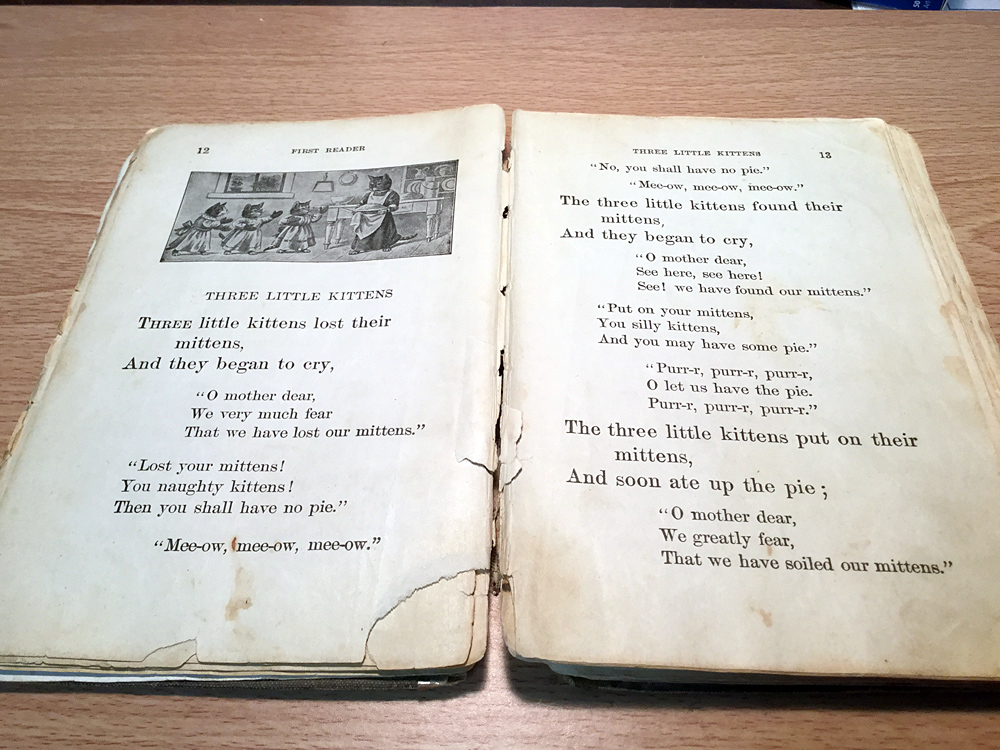 12
FIRST READER
THREE LITTLE KITTENS
THREE little kittens lost their
mittens,
And they began to cry,
"O mother dear,
We very much fear
That we have lost our mittens."
"Lost your mittens!
You naughty kittens!
Then you shall have no pie."
"Mee-ow, mee-ow, mee-ow."
THREE LITTLE KITTENS
13
"No, you shall have no pie."
"Mee-ow, mee-ow, mee-ow."
The three little kittens found their
mittens,
And they began to cry,
"O mother dear,
See here, see here!
See! we have found our mittens."
"Put on your mittens,
You silly kittens,
And you may have some pie."
"Purr-r, purr-r, purr-r,
O let us have the pie.
Purr-r, purr-r, purr-r."
The three little kittens put on their
mittens,
And soon ate up the pie;
"O mother dear,
We greatly fear,
That we have soiled our mittens."